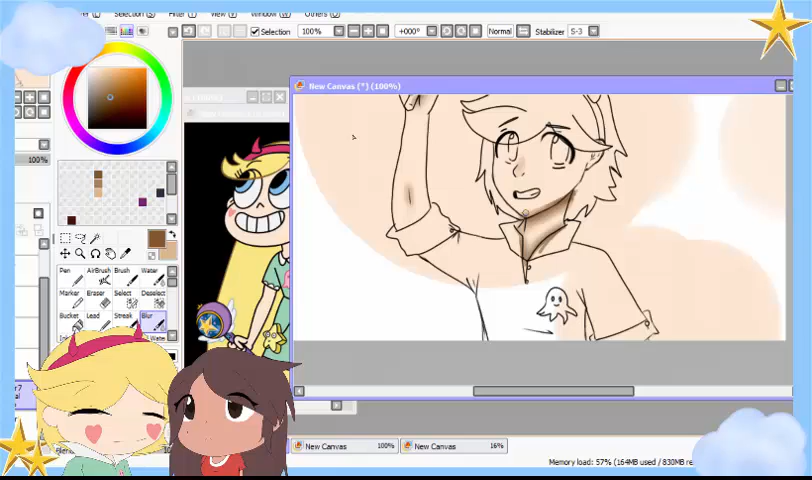 Selection (S) Filter (T) View (V) Window (W) Others (O)
Selection 100% +000° Normal Stabilizer S-3
New Canvas (*) (100%)
100%
Pen AirBrush Brush Water
Marker Eraser Select Deselect
Bucket Lead Streak Blur
New Canvas 100% New Canvas 16%
Memory load: 57% (164MB used / 830MB